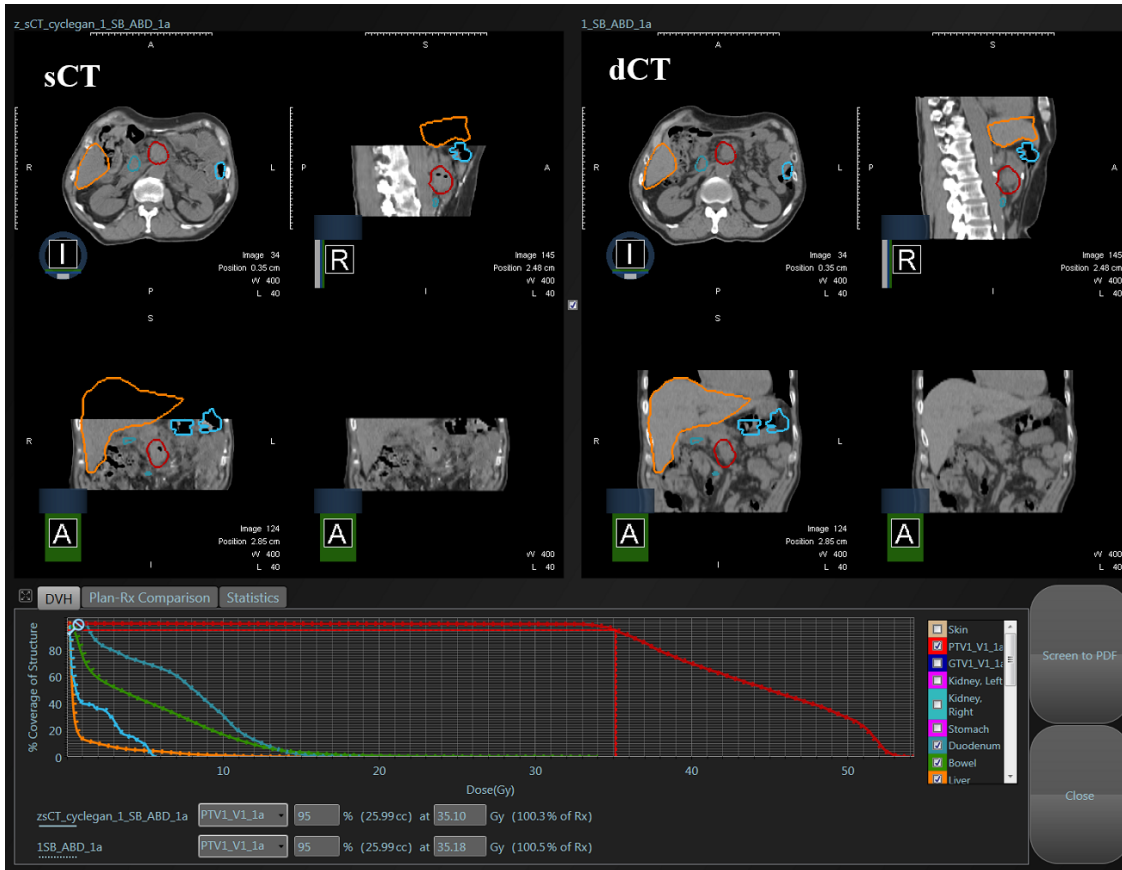 z_sCT_cyclegan_1_SB_ABD_1a
A
S
sCT
R
L
P
A
I
R
Image 34
Position 0.35 cm
W 400
L 40
Image 145
Position 2.48 cm
W 400
L 40
P
I
S
R
L
A
A
Image 124
Position 2.85 cm
W 400
L 40
W 400
L 40
I
1_SB_ABD_1a
A
S
dCT
R
L
P
A
I
R
Image 34
Position 0.35 cm
W 400
L 40
Image 145
Position 2.48 cm
W 400
L 40
P
I
S
R
L
A
A
Image 124
Position 2.85 cm
W 400
L 40
W 400
L 40
I
DVH
Plan-Rx Comparison
Statistics
% Coverage of Structure
80
60
40
20
0
10
20
30
40
50
Dose(Gy)
Skin
PTV1_V1_1a
GTV1_V1_1a
Kidney, Left
Kidney,
Right
Stomach
Duodenum
Bowel
Liver
Screen to PDF
Close
zsCT_cyclegan_1_SB_ABD_1a PTV1_V1_1a 95 % (25.99 cc) at 35.10 Gy (100.3 % of Rx)
1SB_ABD_1a PTV1_V1_1a 95 % (25.99 cc) at 35.18 Gy (100.5 % of Rx)